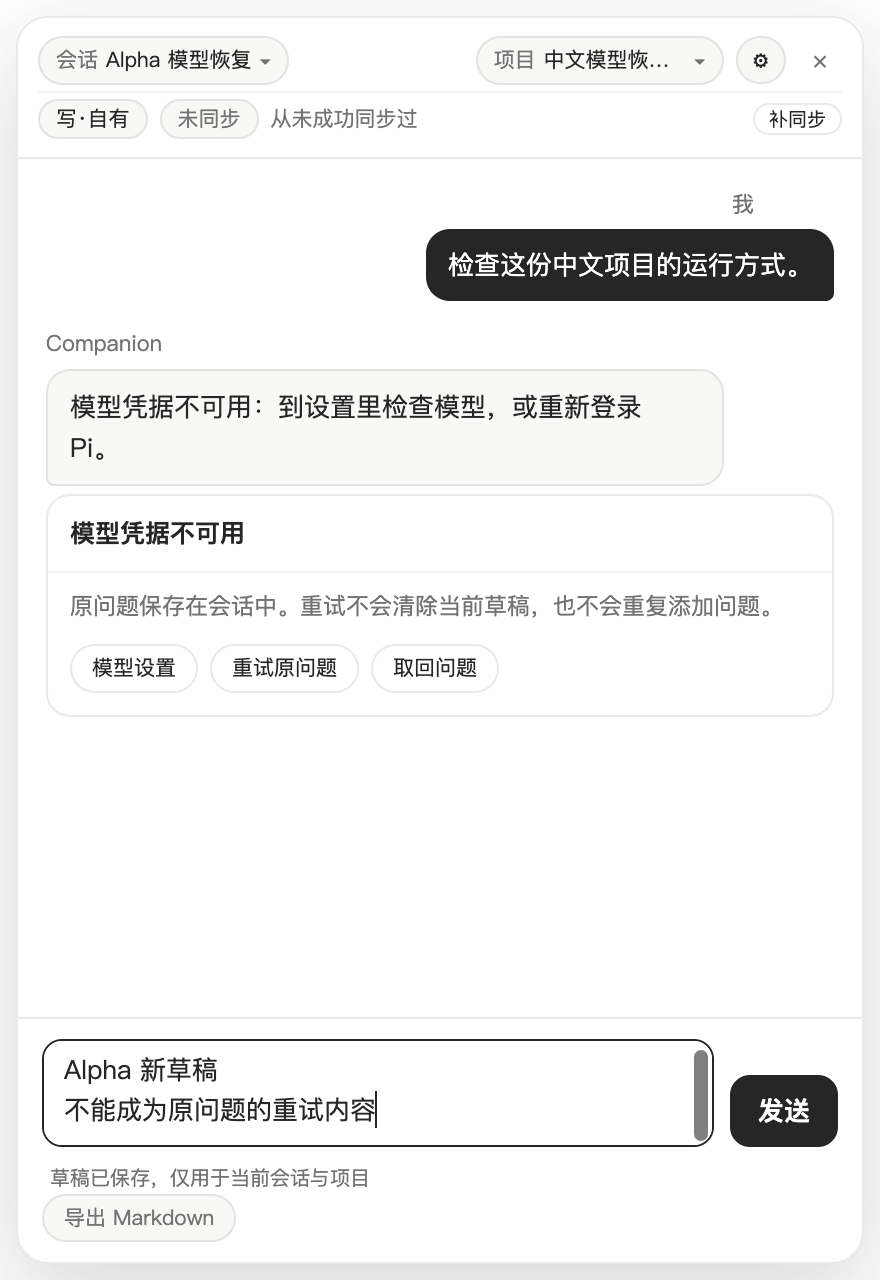 会话 Alpha 模型恢复 项目 中文模型恢…
写·自有 未同步 从未成功同步过 补同步
我
检查这份中文项目的运行方式。
Companion
模型凭据不可用：到设置里检查模型，或重新登录
Pi。
模型凭据不可用
原问题保存在会话中。重试不会清除当前草稿，也不会重复添加问题。
模型设置 重试原问题 取回问题
Alpha 新草稿
不能成为原问题的重试内容
发送
草稿已保存，仅用于当前会话与项目
导出 Markdown